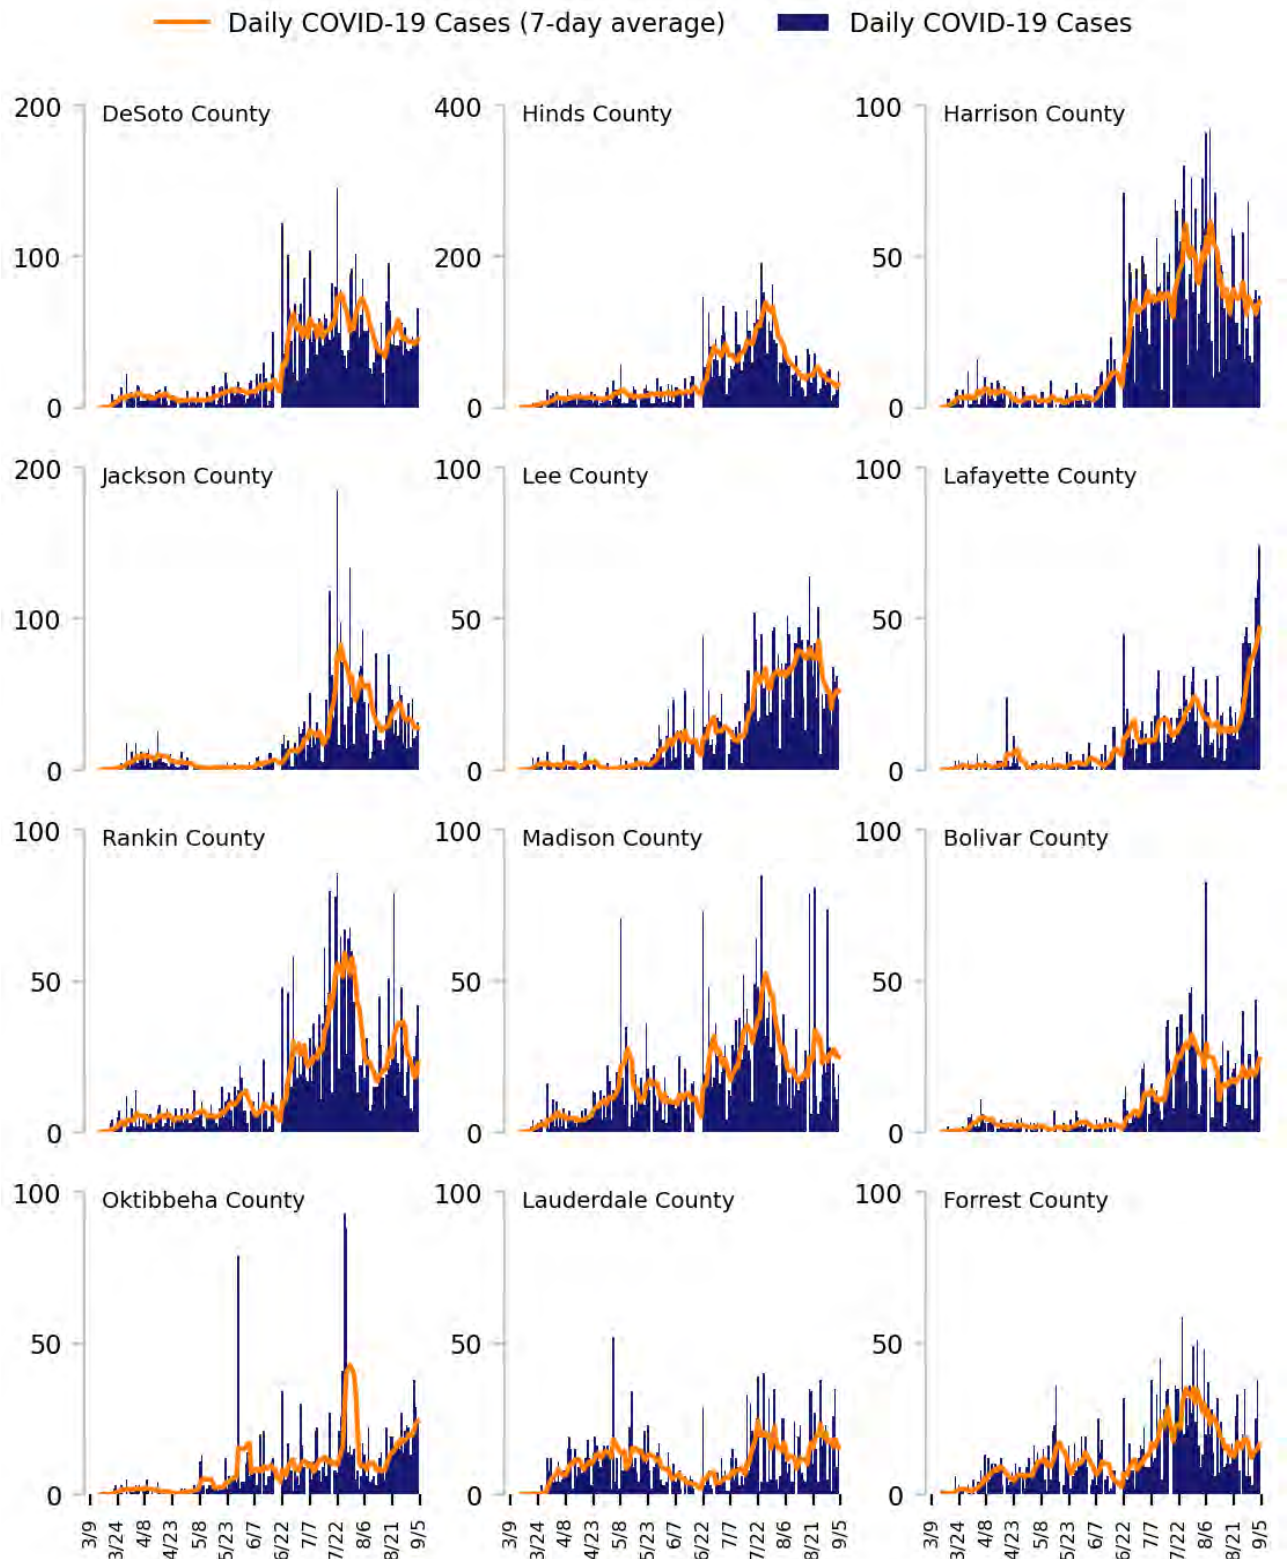 Daily COVID-19 Cases (7-day average) Daily COVID-19 Cases
200 DeSoto County 400 Hinds County 100 Harrison County
100 200 50
0 0 0
200 Jackson County 100 Lee County 100 Lafayette County
100 50 50
0 0 0
100 Rankin County 100 Madison County 100 Bolivar County
50 50 50
0 0 0
100 Oktibbeha County 100 Lauderdale County 100 Forrest County
50 50 50
0 0 0
3/9 3/24 4/8 4/23 5/8 5/23 6/7 6/22 7/7 7/22 8/6 8/21 9/5 3/9 3/24 4/8 4/23 5/8 5/23 6/7 6/22 7/7 7/22 8/6 8/21 9/5 3/9 3/24 4/8 4/23 5/8 5/23 6/7 6/22 7/7 7/22 8/6 8/21 9/5